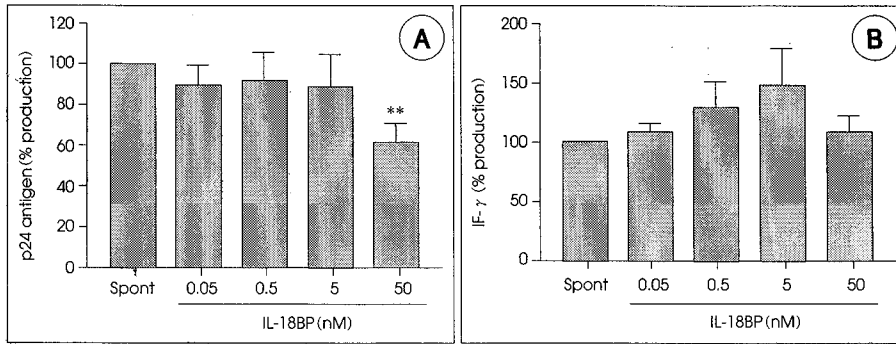 A
p24 antigen (% production)
120
100
80
60
40
20
0
**
Spont
0.05
0.5
5
50
IL-18BP(nM)
B
IF-γ (% production)
200
150
100
50
0
Spont
0.05
0.5
5
50
IL-18BP(nM)